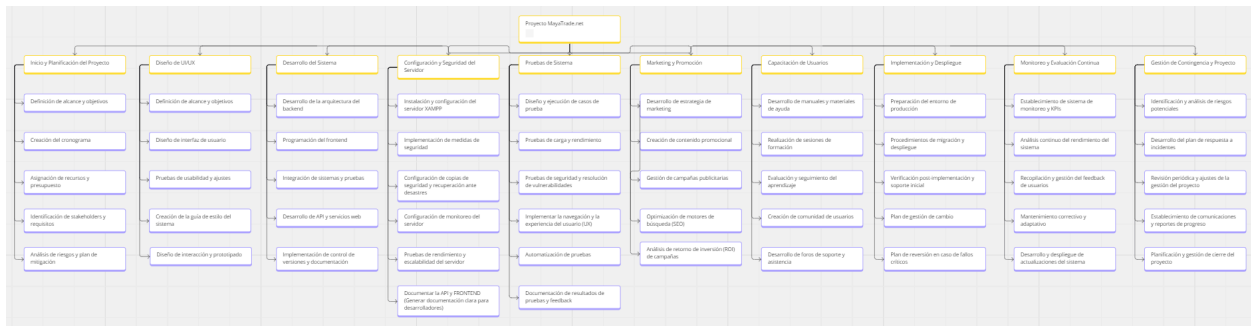 Proyecto MayaTrade.net
Inicio y Planificación del Proyecto
Definición de alcance y objetivos
Creación del cronograma
Asignación de recursos y
presupuesto
Identificación de stakeholders y
requisitos
Análisis de riesgos y plan de
mitigación
Diseño de UI/UX
Definición de alcance y objetivos
Diseño de interfaz de usuario
Pruebas de usabilidad y ajustes
Creación de la guía de estilo del
sistema
Diseño de interacción y prototipado
Desarrollo del Sistema
Desarrollo de la arquitectura del
backend
Programación del frontend
Integración de sistemas y pruebas
Desarrollo de API y servicios web
Implementación de control de
versiones y documentación
Configuración y Seguridad del
Servidor
Instalación y configuración del
servidor XAMPP
Implementación de medidas de
seguridad
Configuración de copias de
seguridad y recuperación ante
desastres
Configuración de monitoreo del
servidor
Pruebas de rendimiento y
escalabilidad del servidor
Documentar la API y FRONTEND
(Generar documentación clara para
desarrolladores)
Pruebas de Sistema
Diseño y ejecución de casos de
prueba
Pruebas de carga y rendimiento
Pruebas de seguridad y resolución
de vulnerabilidades
Implementar la navegación y la
experiencia del usuario (UX)
Automatización de pruebas
Documentación de resultados de
pruebas y feedback
Marketing y Promoción
Desarrollo de estrategia de
marketing
Creación de contenido promocional
Gestión de campañas publicitarias
Optimización de motores de
búsqueda (SEO)
Análisis de retorno de inversión (ROI)
de campañas
Capacitación de Usuarios
Desarrollo de manuales y materiales
de ayuda
Realización de sesiones de
formación
Evaluación y seguimiento del
aprendizaje
Creación de comunidad de usuarios
Desarrollo de foros de soporte y
asistencia
Implementación y Despliegue
Preparación del entorno de
producción
Procedimientos de migración y
despliegue
Verificación post-implementación y
soporte inicial
Plan de gestión de cambio
Plan de reversión en caso de fallos
críticos
Monitoreo y Evaluación Continua
Establecimiento de sistema de
monitoreo y KPIs
Análisis continuo del rendimiento del
sistema
Recopilación y gestión del feedback
de usuarios
Mantenimiento correctivo y
adaptativo
Desarrollo y despliegue de
actualizaciones del sistema
Gestión de Contingencia y Proyecto
Identificación y análisis de riesgos
potenciales
Desarrollo del plan de respuesta a
incidentes
Revisión periódica y ajustes de la
gestión del proyecto
Establecimiento de comunicaciones
y reportes de progreso
Planificación y gestión de cierre del
proyecto